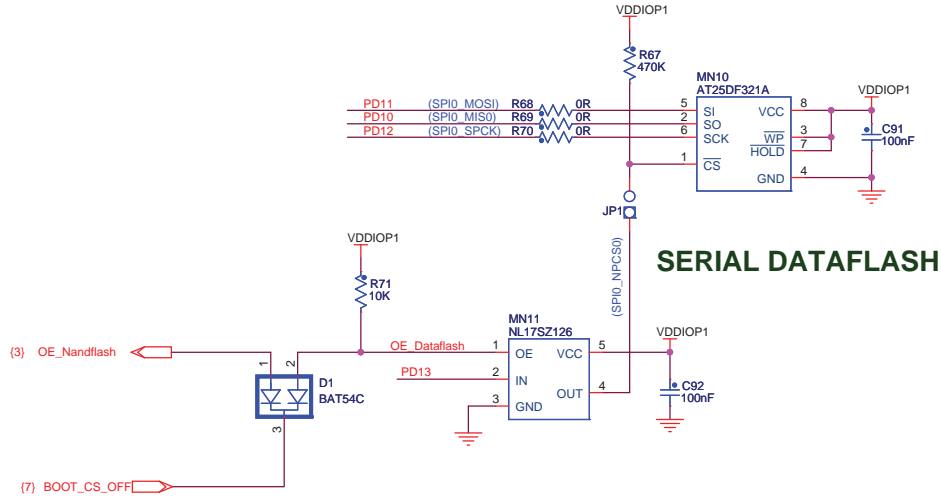 VDDIOP1
R67
470K
MN10
AT25DF321A
VDDIOP1
PD11 (SPI0_MOSI) R68 0R 5 SI VCC 8
PD10 (SPI0_MIS0) R69 0R 2 SO
PD12 (SPI0_SPCK) R70 0R 6 SCK WP 3
HOLD 7
C91
100nF
1 CS
GND 4
JP1
(SPI0_NPCS0)
SERIAL DATAFLASH
VDDIOP1
R71
10K
MN11
NL17SZ126
VDDIOP1
{3} OE_Nandflash
OE_Dataflash 1 OE VCC 5
1 2
PD13 2 IN
OUT 4
3 GND
C92
100nF
D1
BAT54C
3
{7} BOOT_CS_OFF